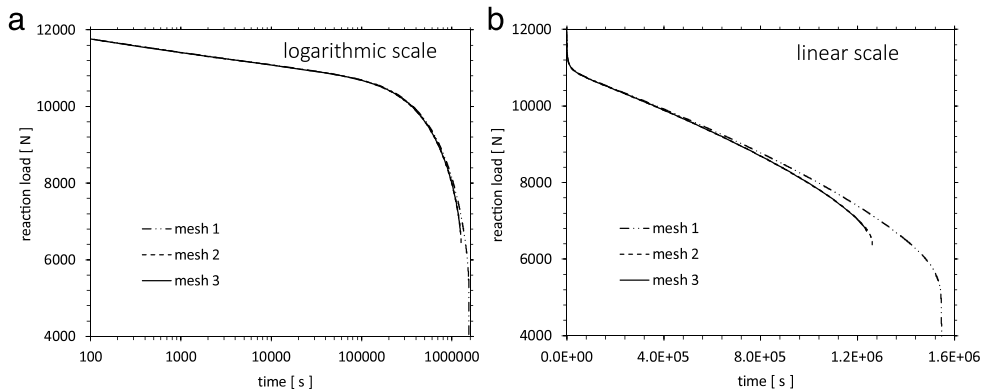 a
12000
10000
8000
6000
4000
reaction load [ N ]
logarithmic scale
mesh 1
mesh 2
mesh 3
100
1000
10000
100000
1000000
time [ s ]
b
12000
10000
8000
6000
4000
reaction load [ N ]
linear scale
mesh 1
mesh 2
mesh 3
0.0E+00
4.0E+05
8.0E+05
1.2E+06
1.6E+06
time [ s ]